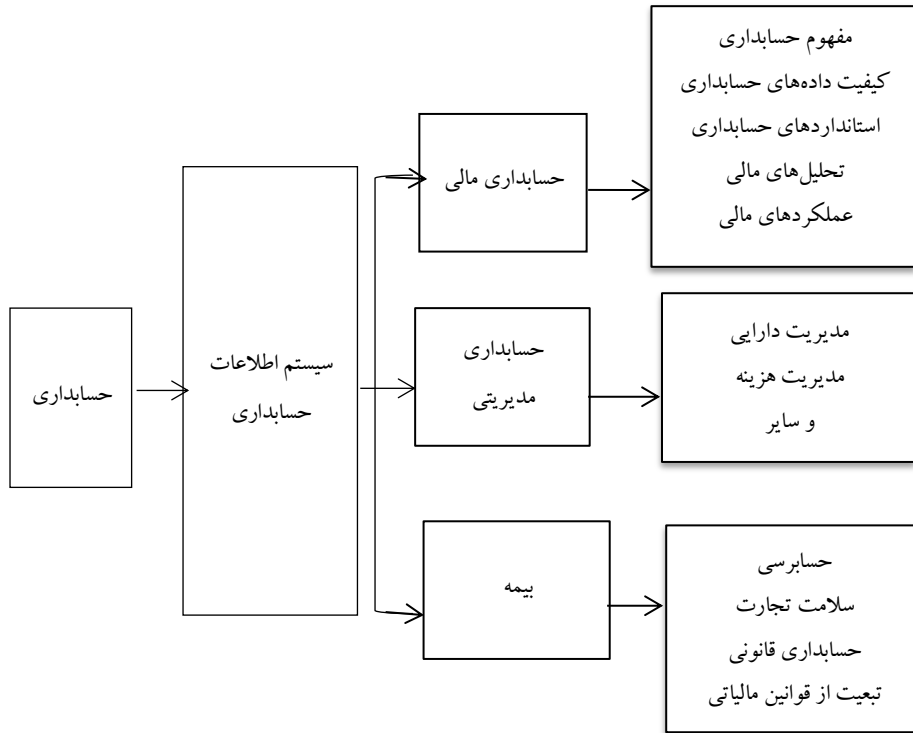 حسابداری
سیستم اطلاعات
حسابداری
حسابداری مالی
مفهوم حسابداری
کیفیت داده‌های حسابداری
استانداردهای حسابداری
تحلیل‌های مالی
عملکردهای مالی
حسابداری
مدیریتی
مدیریت دارایی
مدیریت هزینه
و سایر
بیمه
حسابرسی
سلامت تجارت
حسابداری قانونی
تبعیت از قوانین مالیاتی